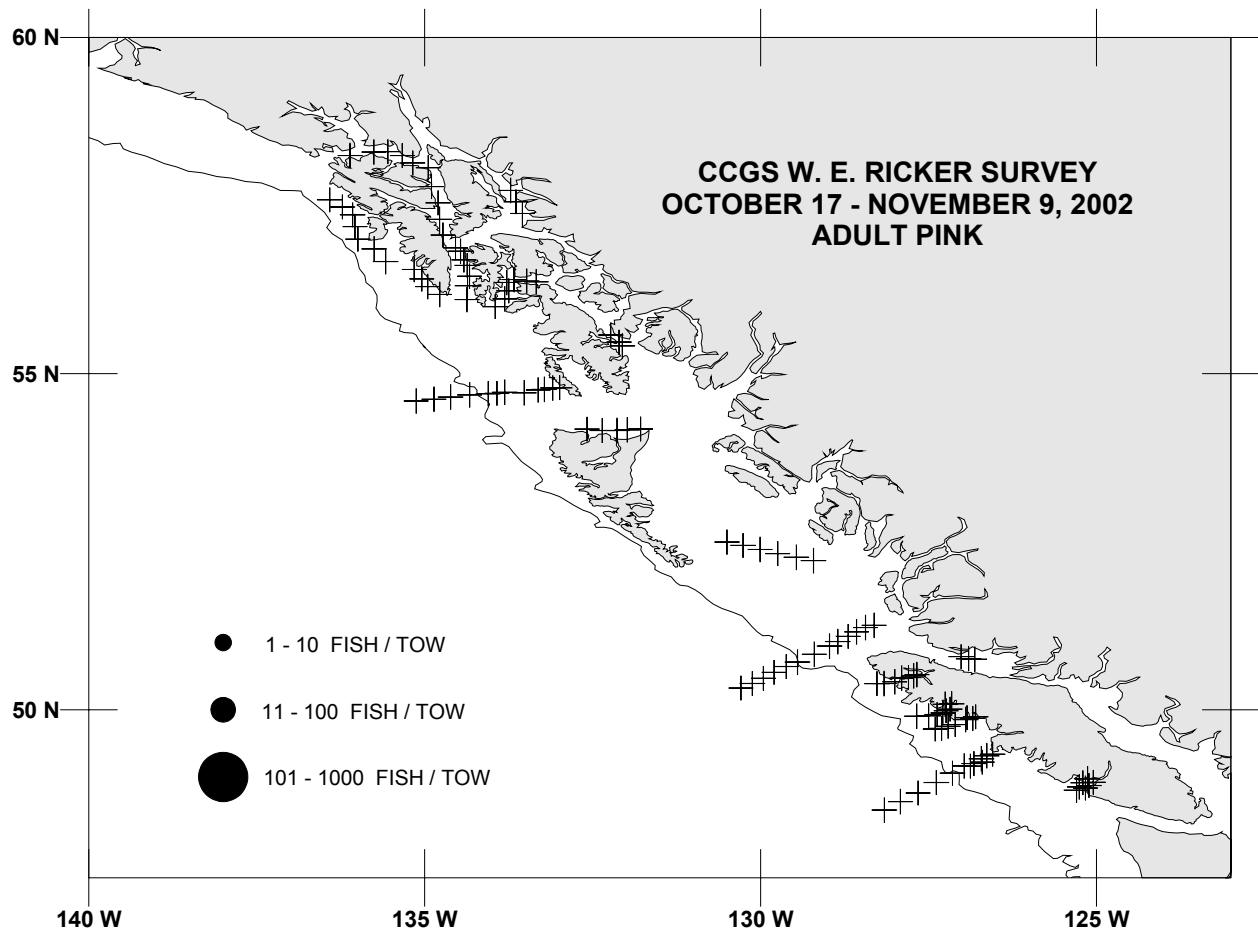 60 N
CCGS W. E. RICKER SURVEY
OCTOBER 17 - NOVEMBER 9, 2002
ADULT PINK
55 N
1 - 10 FISH / TOW
50 N
11 - 100 FISH / TOW
101 - 1000 FISH / TOW
140 W
135 W
130 W
125 W